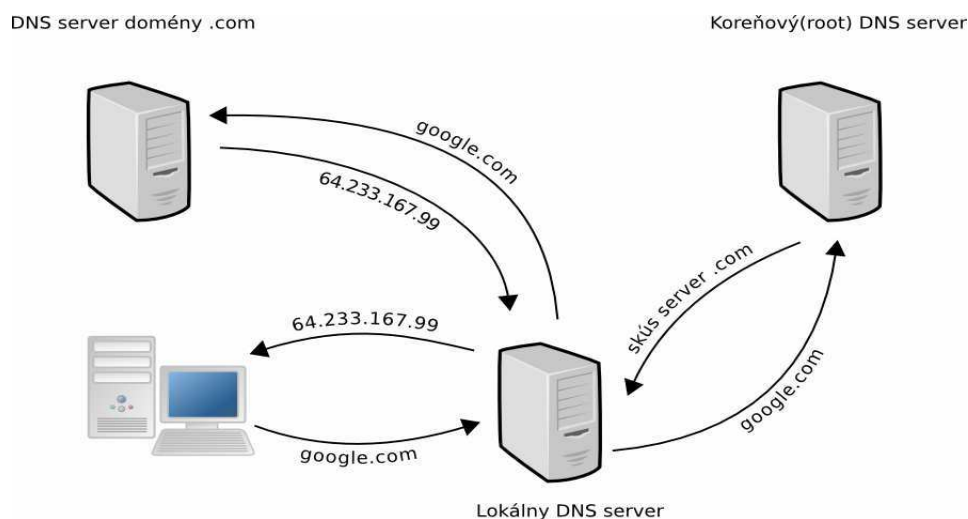 DNS server domény .com
Koreňový(root) DNS server
google.com
64.233.167.99
skús server .com
google.com
64.233.167.99
google.com
Lokálny DNS server